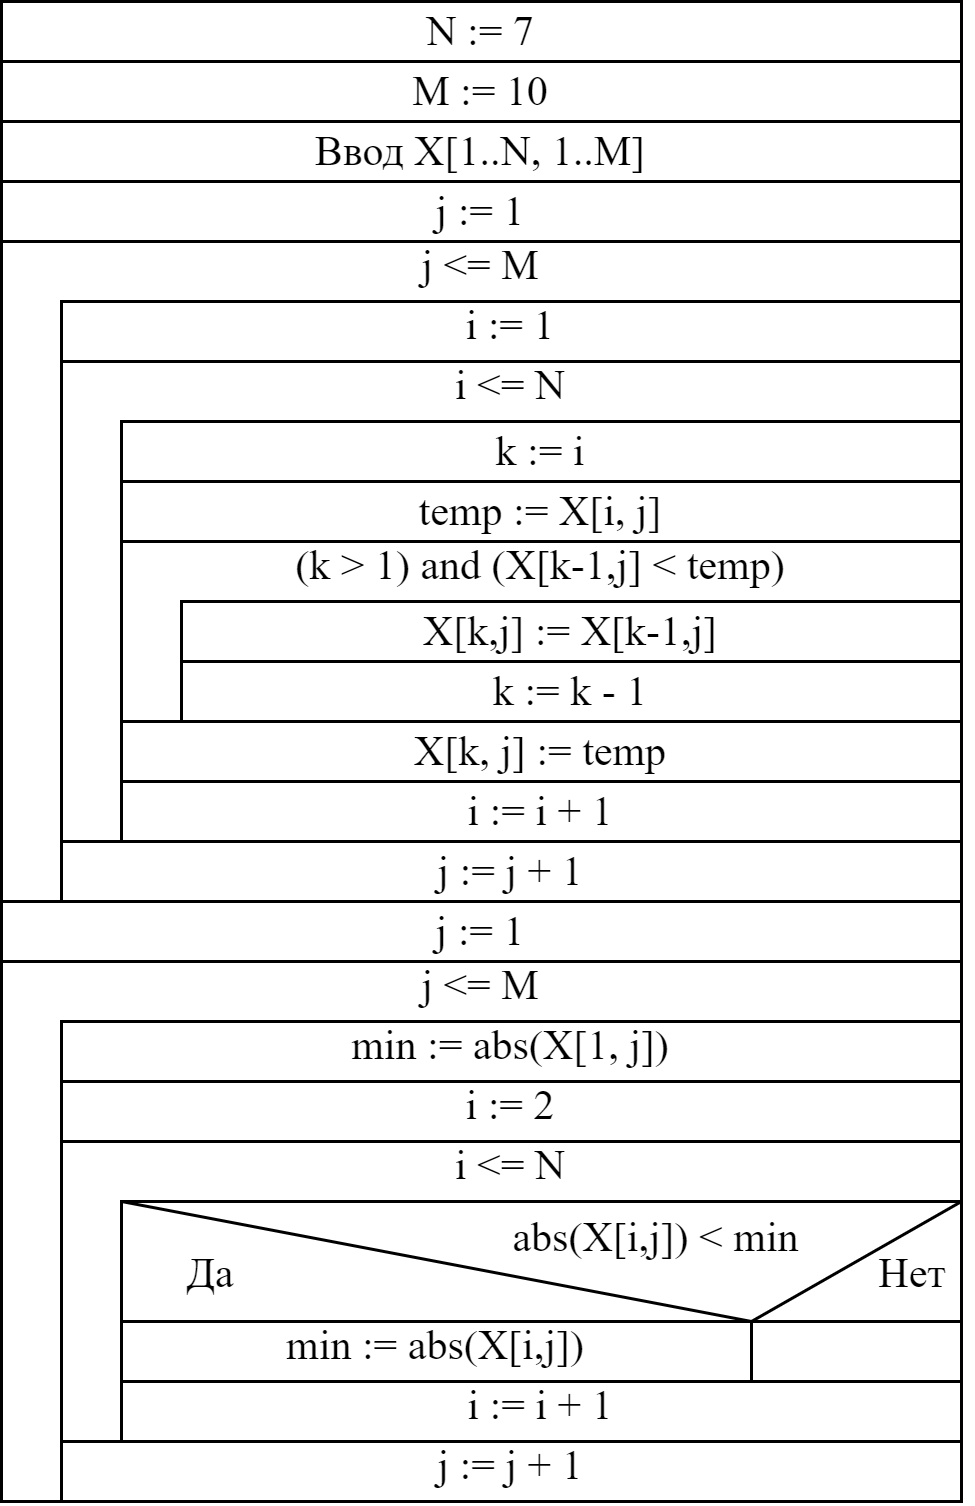 N := 7
M := 10
Ввод X[1..N, 1..M]
j := 1
j <= M
i := 1
i <= N
k := i
temp := X[i, j]
(k > 1) and (X[k-1,j] < temp)
X[k,j] := X[k-1,j]
k := k - 1
X[k, j] := temp
i := i + 1
j := j + 1
j := 1
j <= M
min := abs(X[1, j])
i := 2
i <= N
abs(X[i,j]) < min
Да
Нет
min := abs(X[i,j])
i := i + 1
j := j + 1